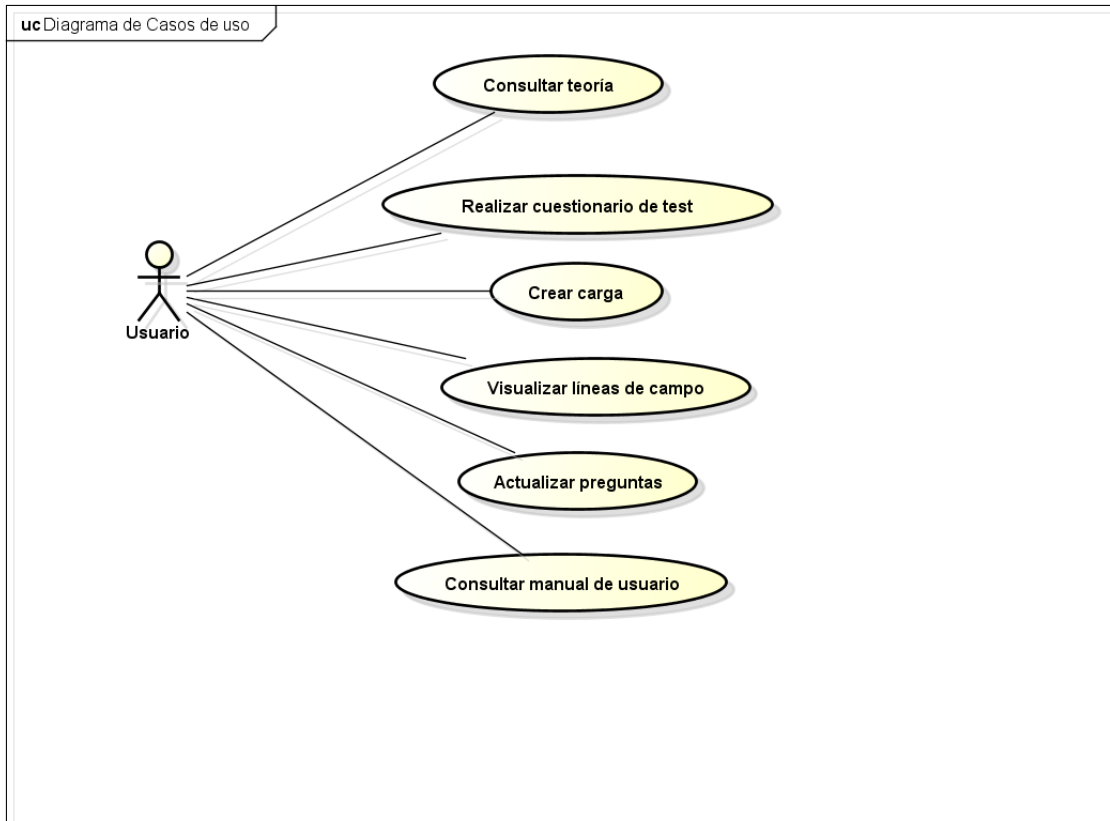 uc Diagrama de Casos de uso
Consultar teoría
Realizar cuestionario de test
Crear carga
Usuario
Visualizar líneas de campo
Actualizar preguntas
Consultar manual de usuario